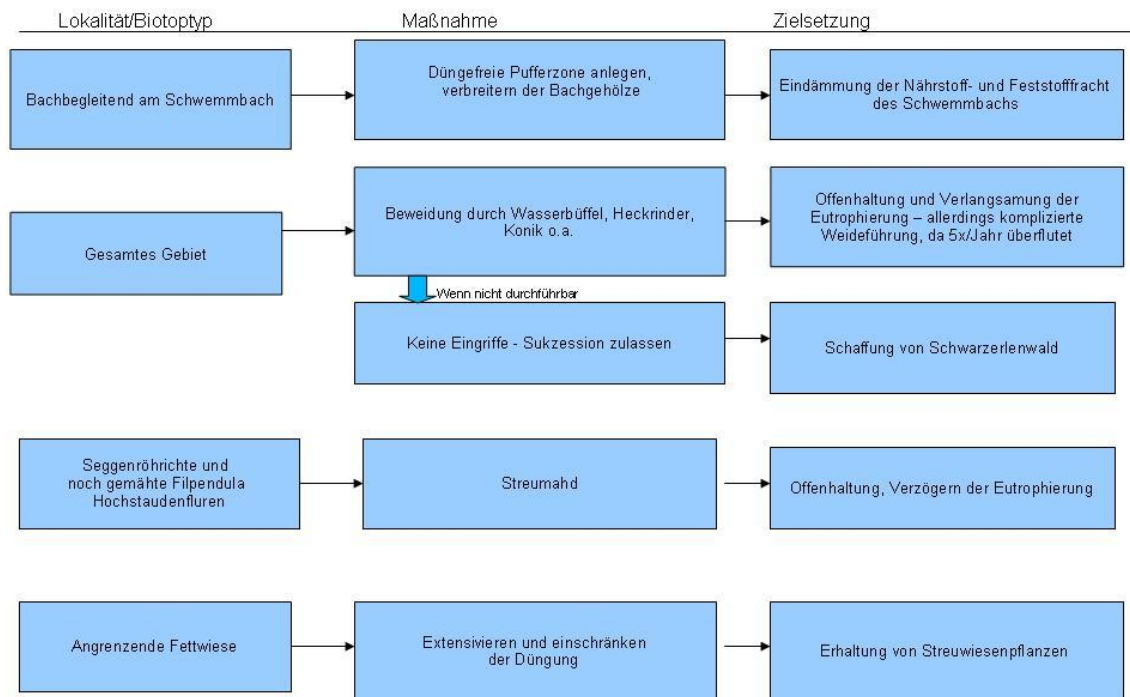 Lokalität/Biotoptyp
Maßnahme
Zielsetzung
Bachbegleitend am Schwemmbach
Düngefreie Pufferzone anlegen,
verbreitern der Bachgehölze
Eindämmung der Nährstoff- und Feststofffracht
des Schwemmbachs
Gesamtes Gebiet
Beweidung durch Wasserbüffel, Heckrinder,
Konik o.a.
Offenhaltung und Verlangsamung der
Eutrophierung – allerdings komplizierte
Weideführung, da 5x/Jahr überflutet
Wenn nicht durchführbar
Keine Eingriffe - Sukzession zulassen
Schaffung von Schwarzerlenwald
Seggenröhrichte und
noch gemähte Filpendula
Hochstaudenfluren
Streumahd
Offenhaltung, Verzögern der Eutrophierung
Angrenzende Fettwiese
Extensivieren und einschränken
der Düngung
Erhaltung von Streuwiesenpflanzen